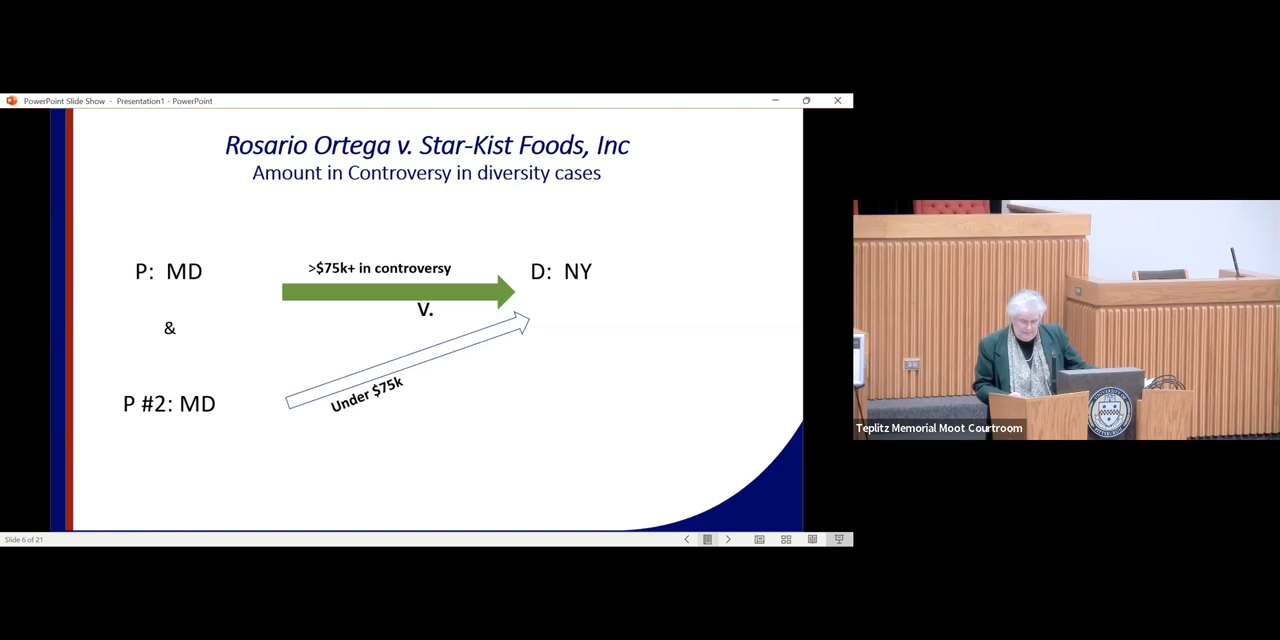 PowerPoint Slide Show - Presentation1 - PowerPoint
Rosario Ortega v. Star-Kist Foods, Inc
Amount in Controversy in diversity cases
P: MD
>$75k+ in controversy
D: NY
V.
&
Under $75k
P #2: MD
Slide 6 of 21
Teplitz Memorial Moot Courtroom